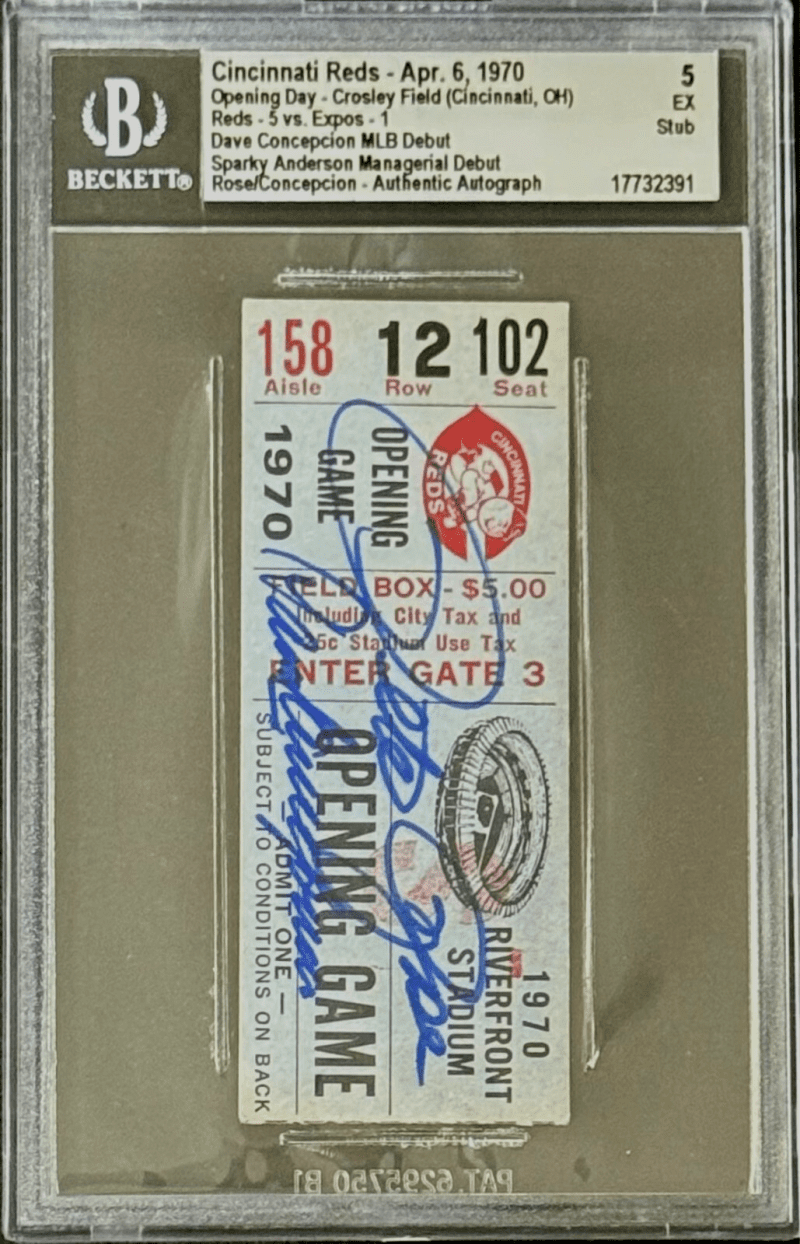 Cincinnati Reds - Apr. 6, 1970
5
Opening Day - Crosley Field (Cincinnati, OH)
EX
Reds - 5 vs. Expos - 1
Stub
Dave Concepcion MLB Debut
Sparky Anderson Managerial Debut
Rose/Concepcion - Authentic Autograph
17732391
B
BECKETT®
158 12 102
Aisle Row Seat
1970
OPENING
GAME
CINCINNATI
REDS
FIELD BOX - $5.00
Including City Tax and
25c Stadium Use Tax
ENTER GATE 3
Pete Rose
1970
RIVERFRONT
STADIUM
OPENING GAME
— ADMIT ONE —
SUBJECT TO CONDITIONS ON BACK
PAT. 6295750 B1